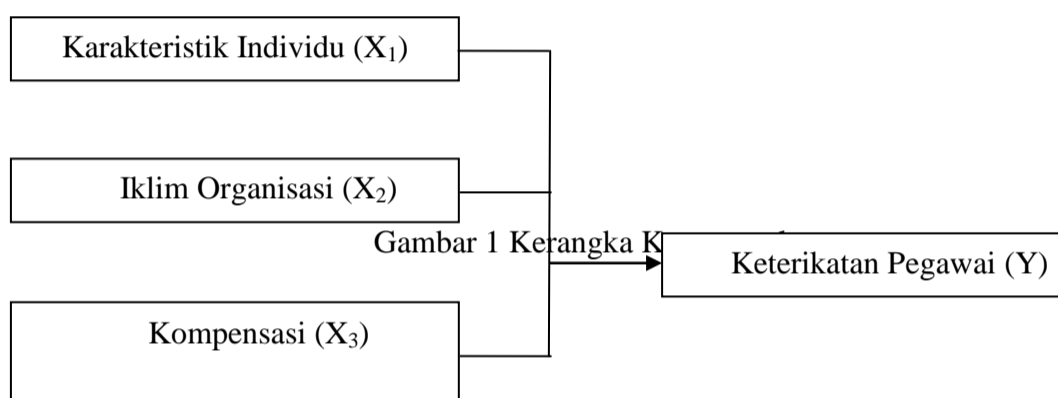 Karakteristik Individu (X₁)
Iklim Organisasi (X₂)
Gambar 1 Kerangka K
Keterikatan Pegawai (Y)
Kompensasi (X₃)